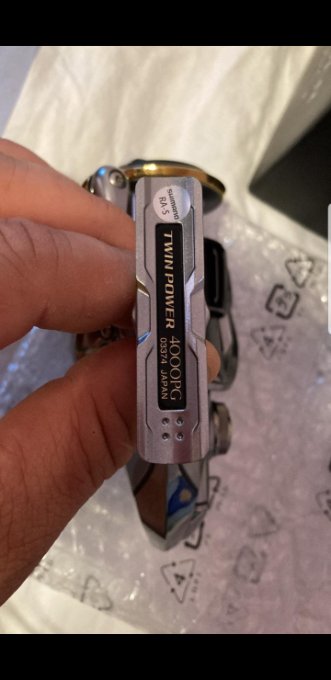 SHIMANO
RA-5
TWIN POWER 4000PG
03374 JAPAN